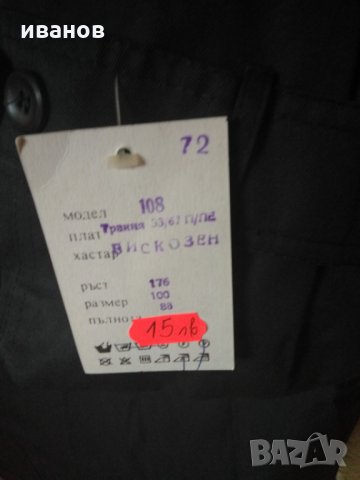 иванов
72
модел 108
плат Тракия 33/67 П/ПЕ
хастар ВИСКОЗЕН
ръст 176
размер 100
пълнота 88
15 лв
BAZAR